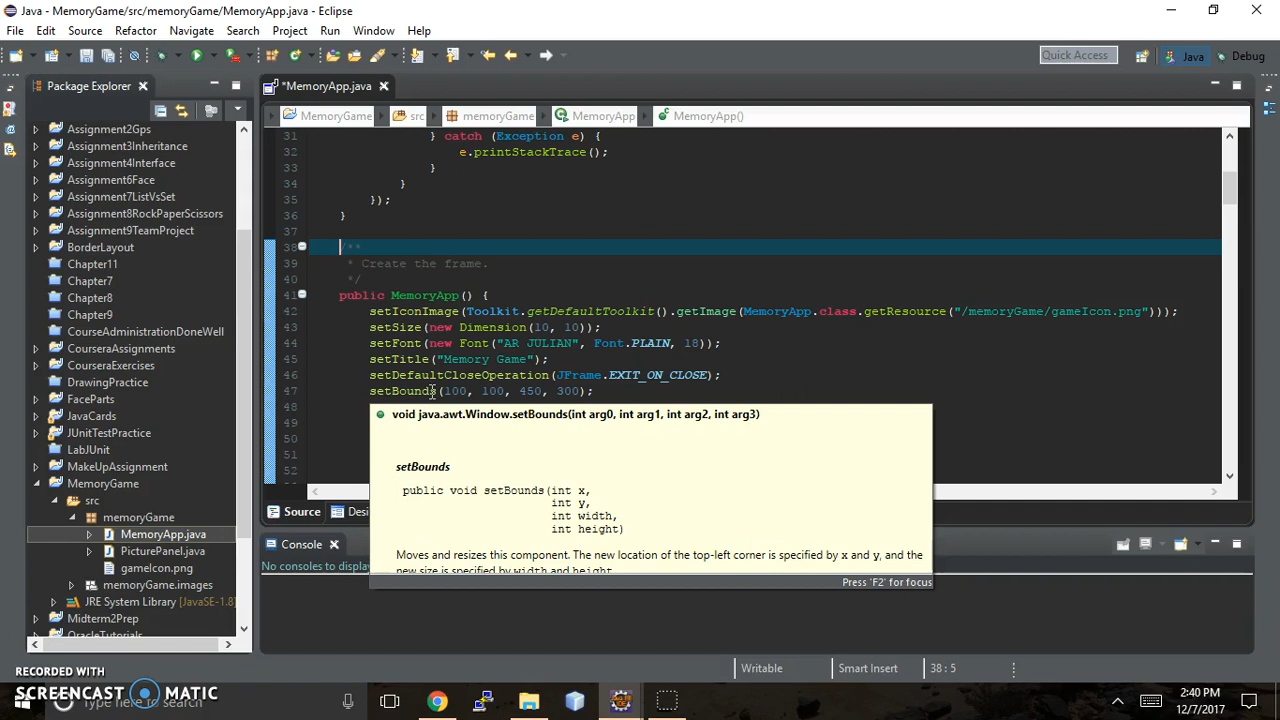 Java - MemoryGame/src/memoryGame/MemoryApp.java - Eclipse
File Edit Source Refactor Navigate Search Project Run Window Help
Quick Access
Java
Debug
Package Explorer
*MemoryApp.java
MemoryGame src memoryGame MemoryApp MemoryApp()
Assignment2Gps
Assignment3Inheritance
Assignment4Interface
Assignment6Face
Assignment7ListVsSet
Assignment8RockPaperScissors
Assignment9TeamProject
BorderLayout
Chapter11
Chapter7
Chapter8
Chapter9
CourseAdministrationDoneWell
CourseraAssignments
CourseraExercises
DrawingPractice
FaceParts
JavaCards
JUnitTestPractice
LabJUnit
MakeUpAssignment
MemoryGame
src
memoryGame
MemoryApp.java
PicturePanel.java
gameIcon.png
memoryGame.images
JRE System Library [JavaSE-1.8]
Midterm2Prep
OracleTutorials
31 } catch (Exception e) {
32 e.printStackTrace();
33 }
34 }
35 });
36 }
37
38 /**
39 * Create the frame.
40 */
41 public MemoryApp() {
42 setIconImage(Toolkit.getDefaultToolkit().getImage(MemoryApp.class.getResource("/memoryGame/gameIcon.png")));
43 setSize(new Dimension(10, 10));
44 setFont(new Font("AR JULIAN", Font.PLAIN, 18));
45 setTitle("Memory Game");
46 setDefaultCloseOperation(JFrame.EXIT_ON_CLOSE);
47 setBounds(100, 100, 450, 300);
48
49
50
51
52
void java.awt.Window.setBounds(int arg0, int arg1, int arg2, int arg3)
setBounds
public void setBounds(int x,
int y,
int width,
int height)
Moves and resizes this component. The new location of the top-left corner is specified by x and y, and the
new size is specified by width and height.
Press 'F2' for focus
Source
Desi
Console
No consoles to display
Writable
Smart Insert
38 : 5
RECORDED WITH
SCREENCAST MATIC
Type here to search
2:40 PM
12/7/2017